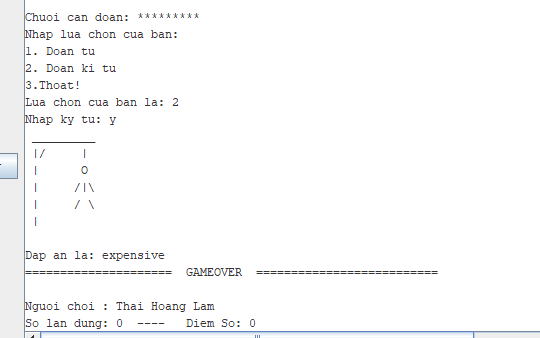 Chuoi can doan: *********
Nhap lua chon cua ban:
1. Doan tu
2. Doan ki tu
3.Thoat!
Lua chon cua ban la: 2
Nhap ky tu: y
 _________
 |/     |
 |      O
 |     /|\
 |     / \
 |
Dap an la: expensive
=====================  GAMEOVER  ==========================
Nguoi choi : Thai Hoang Lam
So lan dung: 0  ----   Diem So: 0